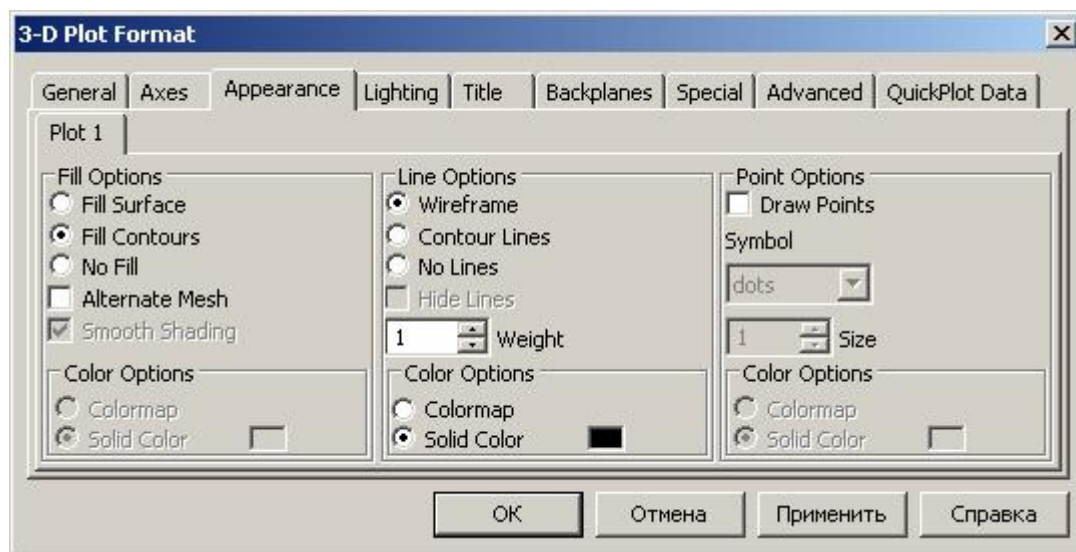 3-D Plot Format
General Axes Appearance Lighting Title Backplanes Special Advanced QuickPlot Data
Plot 1
Fill Options
Fill Surface
Fill Contours
No Fill
Alternate Mesh
Smooth Shading
Color Options
Colormap
Solid Color
Line Options
Wireframe
Contour Lines
No Lines
Hide Lines
1 Weight
Color Options
Colormap
Solid Color
Point Options
Draw Points
Symbol
dots
1 Size
Color Options
Colormap
Solid Color
OK Отмена Применить Справка